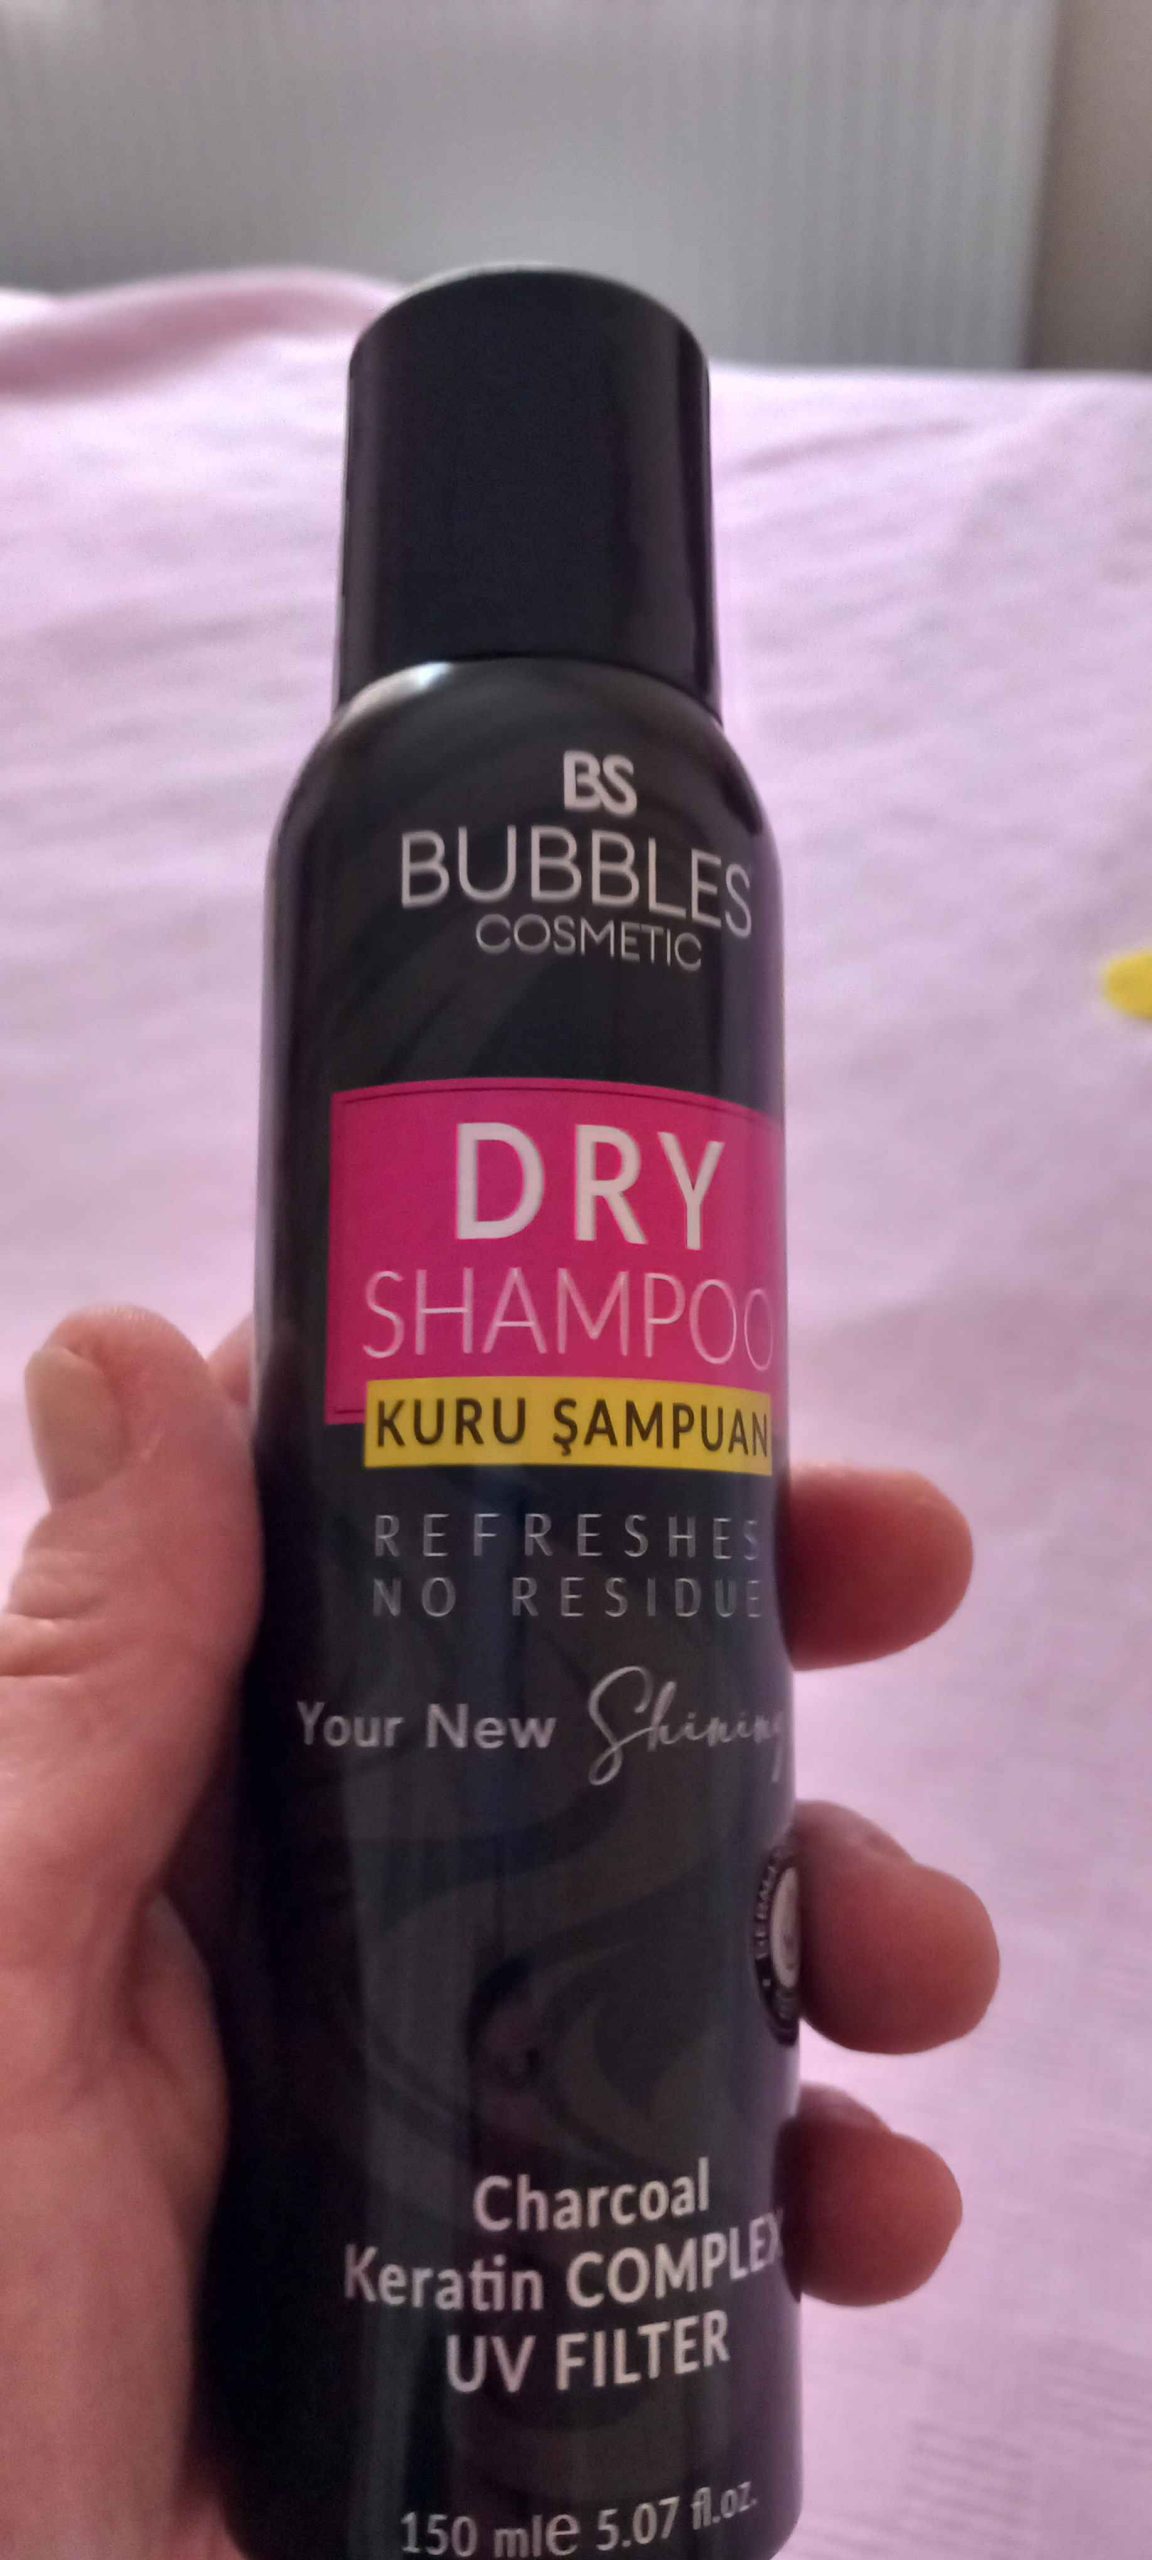 BS
BUBBLES
COSMETIC
DRY
SHAMPOO
KURU ŞAMPUAN
REFRESHES
NO RESIDUE
Your New Shining
Charcoal
Keratin COMPLEX
UV FILTER
150 ml e 5.07 fl.oz.